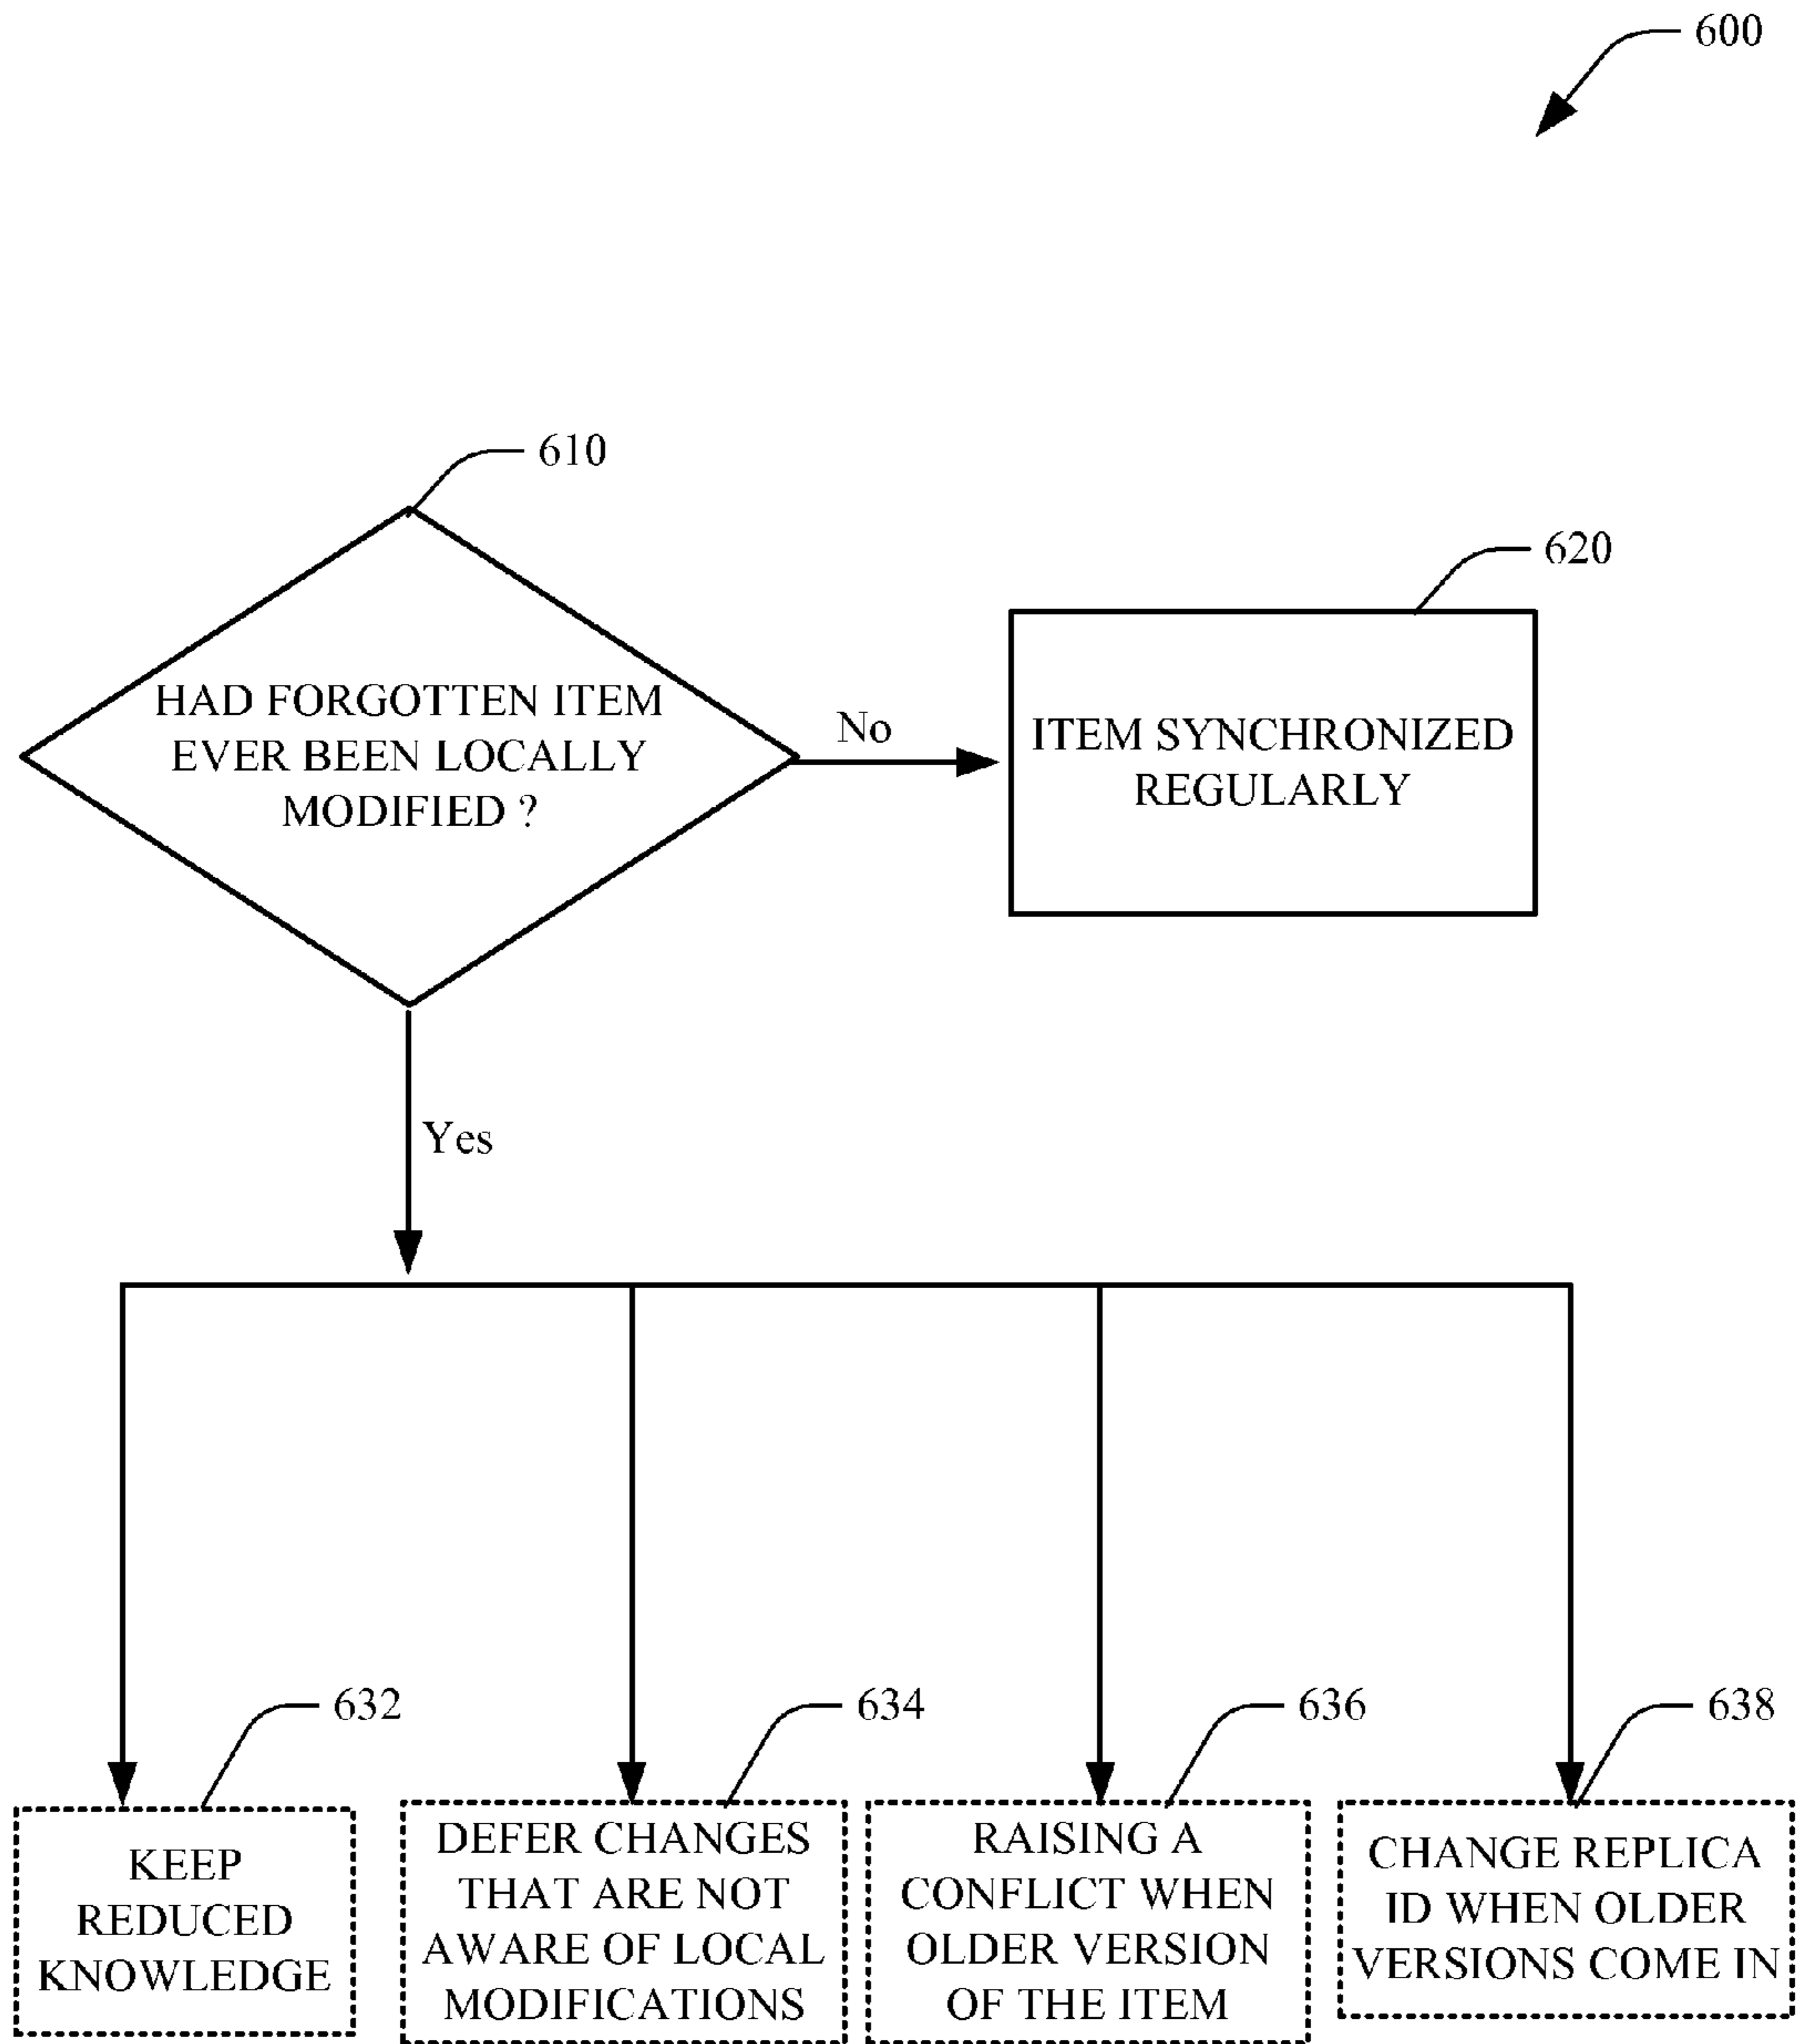 600
610
HAD FORGOTTEN ITEM
EVER BEEN LOCALLY
MODIFIED ?
No
620
ITEM SYNCHRONIZED
REGULARLY
Yes
632
KEEP
REDUCED
KNOWLEDGE
634
DEFER CHANGES
THAT ARE NOT
AWARE OF LOCAL
MODIFICATIONS
636
RAISING A
CONFLICT WHEN
OLDER VERSION
OF THE ITEM
638
CHANGE REPLICA
ID WHEN OLDER
VERSIONS COME IN